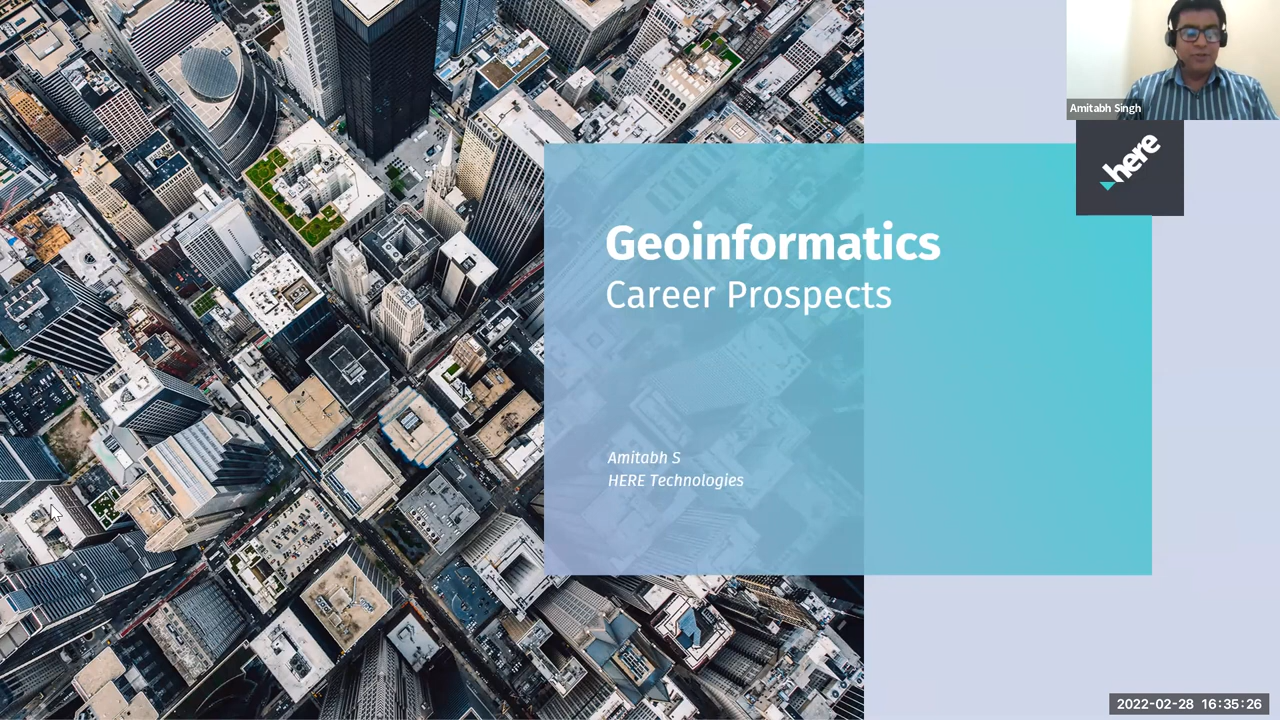 Amitabh Singh
here
Geoinformatics
Career Prospects
Amitabh S
HERE Technologies
2022-02-28 16:35:26